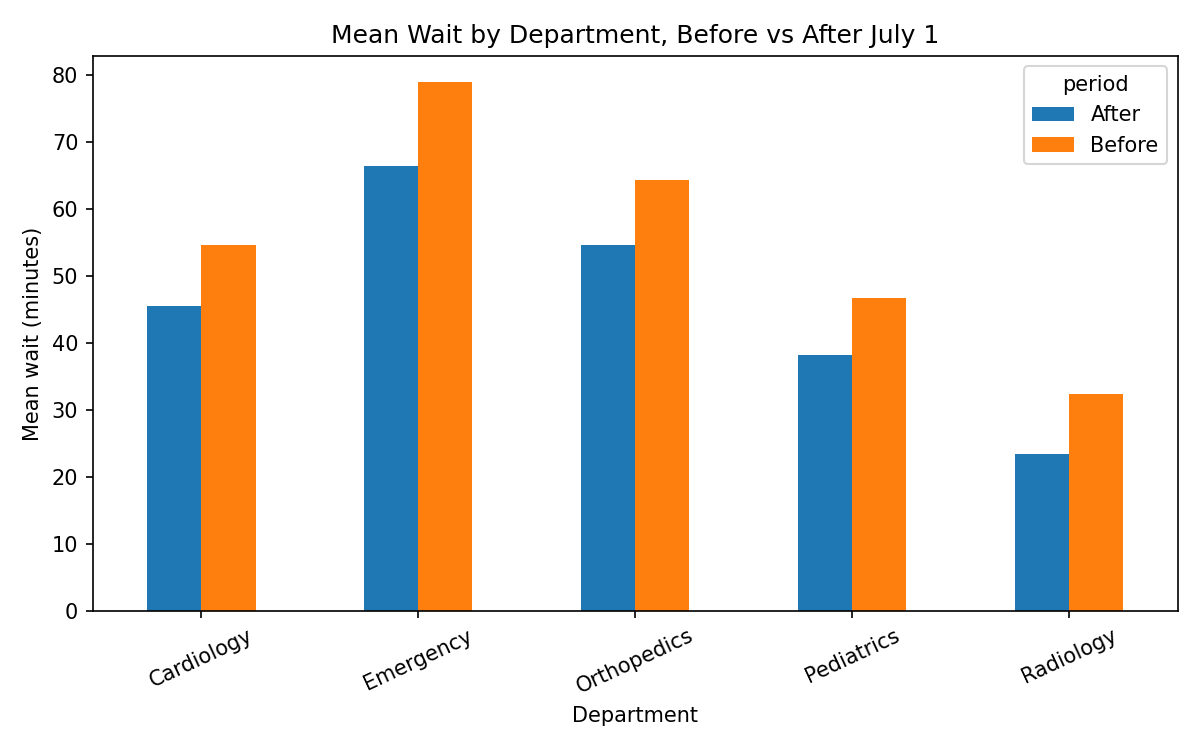 Mean Wait by Department, Before vs After July 1
period
After
Before
Mean wait (minutes)
80
70
60
50
40
30
20
10
0
Cardiology
Emergency
Orthopedics
Pediatrics
Radiology
Department